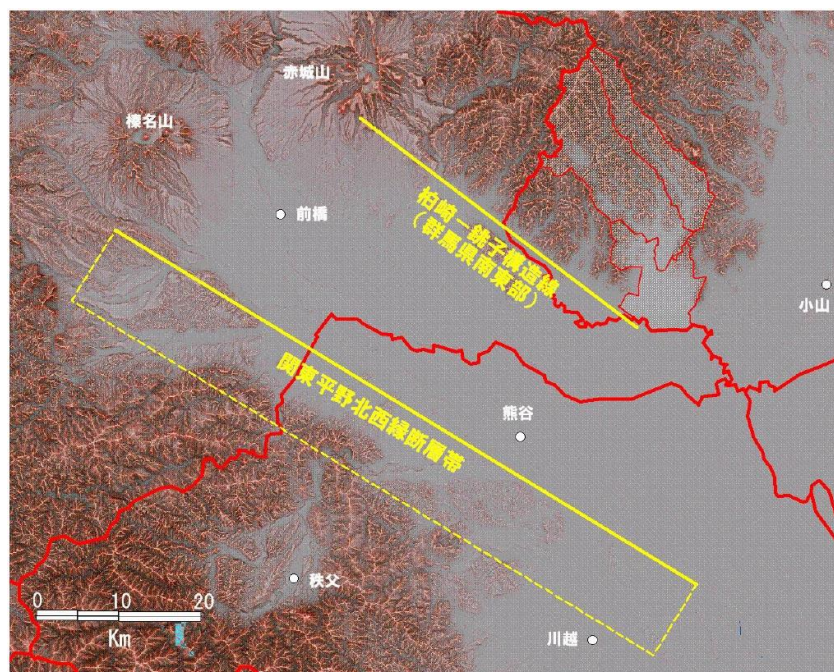 赤城山
榛名山
前橋
柏崎－銚子構造線
（群馬県南東部）
小山
関東平野北西縁断層帯
熊谷
秩父
0 10 20
Km
川越